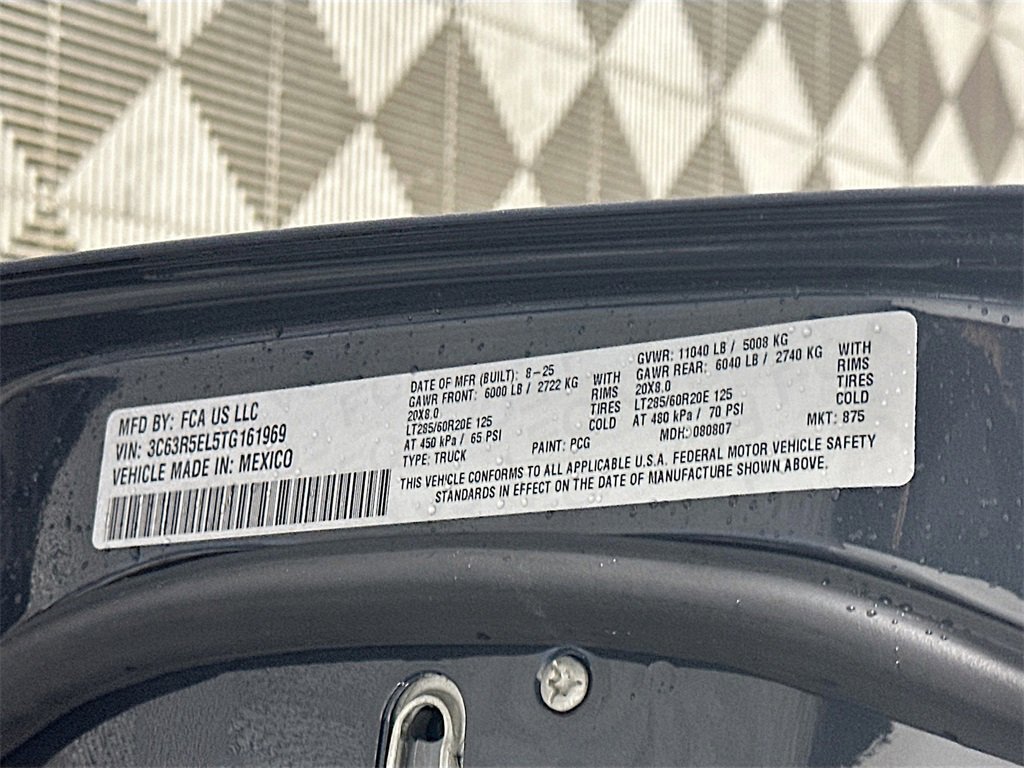 MFD BY: FCA US LLC
VIN: 3C63R5EL5TG161969
VEHICLE MADE IN: MEXICO
DATE OF MFR (BUILT): 8-25
GAWR FRONT: 6000 LB / 2722 KG
20X8.0
LT285/60R20E 125
AT 450 kPa / 65 PSI
TYPE: TRUCK
WITH
RIMS
TIRES
COLD
PAINT: PCG
GVWR: 11040 LB / 5008 KG
GAWR REAR: 6040 LB / 2740 KG
20X8.0
LT285/60R20E 125
AT 480 kPa / 70 PSI
MDH: 080807
WITH
RIMS
TIRES
COLD
MKT: 875
THIS VEHICLE CONFORMS TO ALL APPLICABLE U.S.A. FEDERAL MOTOR VEHICLE SAFETY
STANDARDS IN EFFECT ON THE DATE OF MANUFACTURE SHOWN ABOVE.